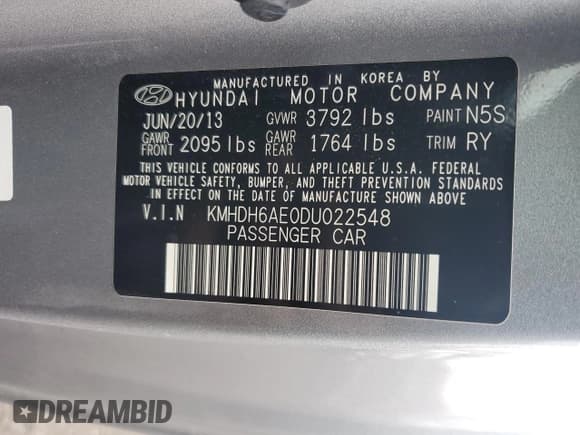 MANUFACTURED IN KOREA BY
HYUNDAI MOTOR COMPANY
JUN/20/13 GVWR 3792 lbs PAINT N5S
GAWR FRONT 2095 lbs GAWR REAR 1764 lbs TRIM RY
THIS VEHICLE CONFORMS TO ALL APPLICABLE U.S.A. FEDERAL
MOTOR VEHICLE SAFETY, BUMPER, AND THEFT PREVENTION STANDARDS
IN EFFECT ON THE DATE OF MANUFACTURE SHOWN ABOVE.
V.I.N KMHDH6AE0DU022548
PASSENGER CAR
DREAMBID